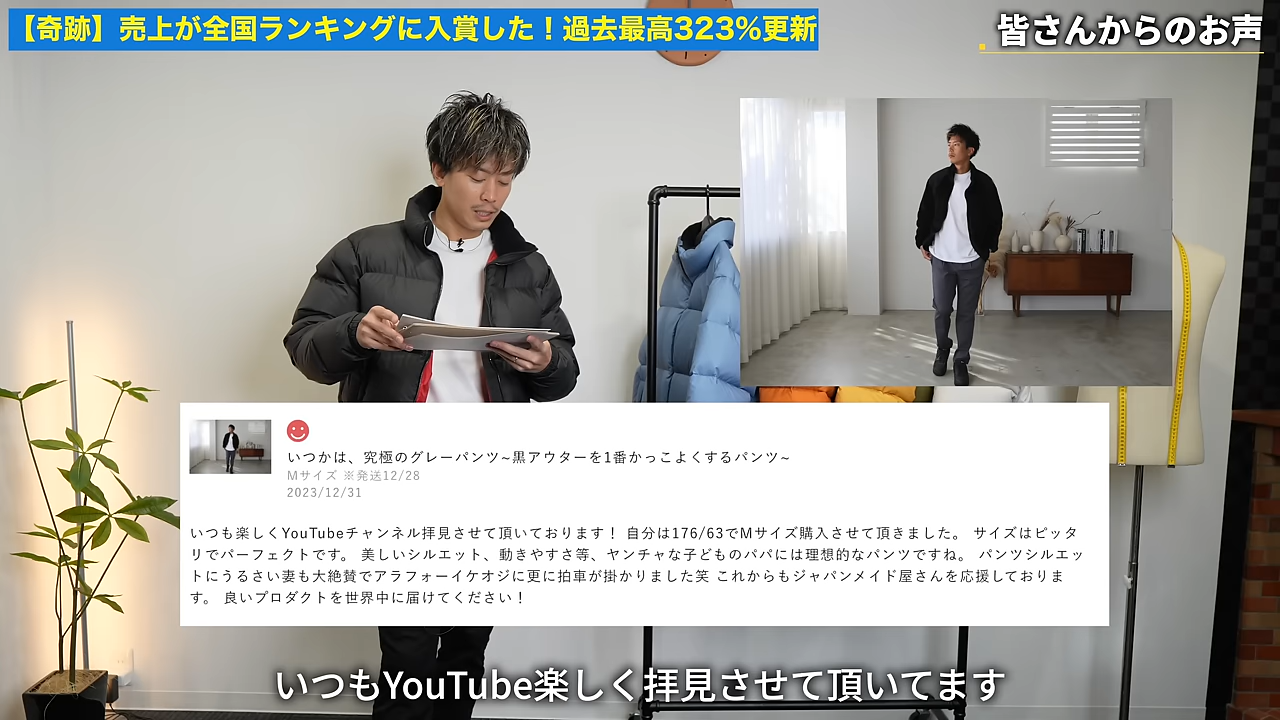 【奇跡】売上が全国ランキングに入賞した！過去最高323%更新
皆さんからのお声
いつかは、究極のグレーパンツ~黒アウターを1番かっこよくするパンツ~
Mサイズ ※発送12/28
2023/12/31
いつも楽しくYouTubeチャンネル拝見させて頂いております！ 自分は176/63でMサイズ購入させて頂きました。 サイズはピッタ
リでパーフェクトです。 美しいシルエット、動きやすさ等、ヤンチャな子どものパパには理想的なパンツですね。 パンツシルエッ
トにうるさい妻も大絶賛でアラフォーイケオジに更に拍車が掛かりました笑 これからもジャパンメイド屋さんを応援しておりま
す。 良いプロダクトを世界中に届けてください！
いつもYouTube楽しく拝見させて頂いてます